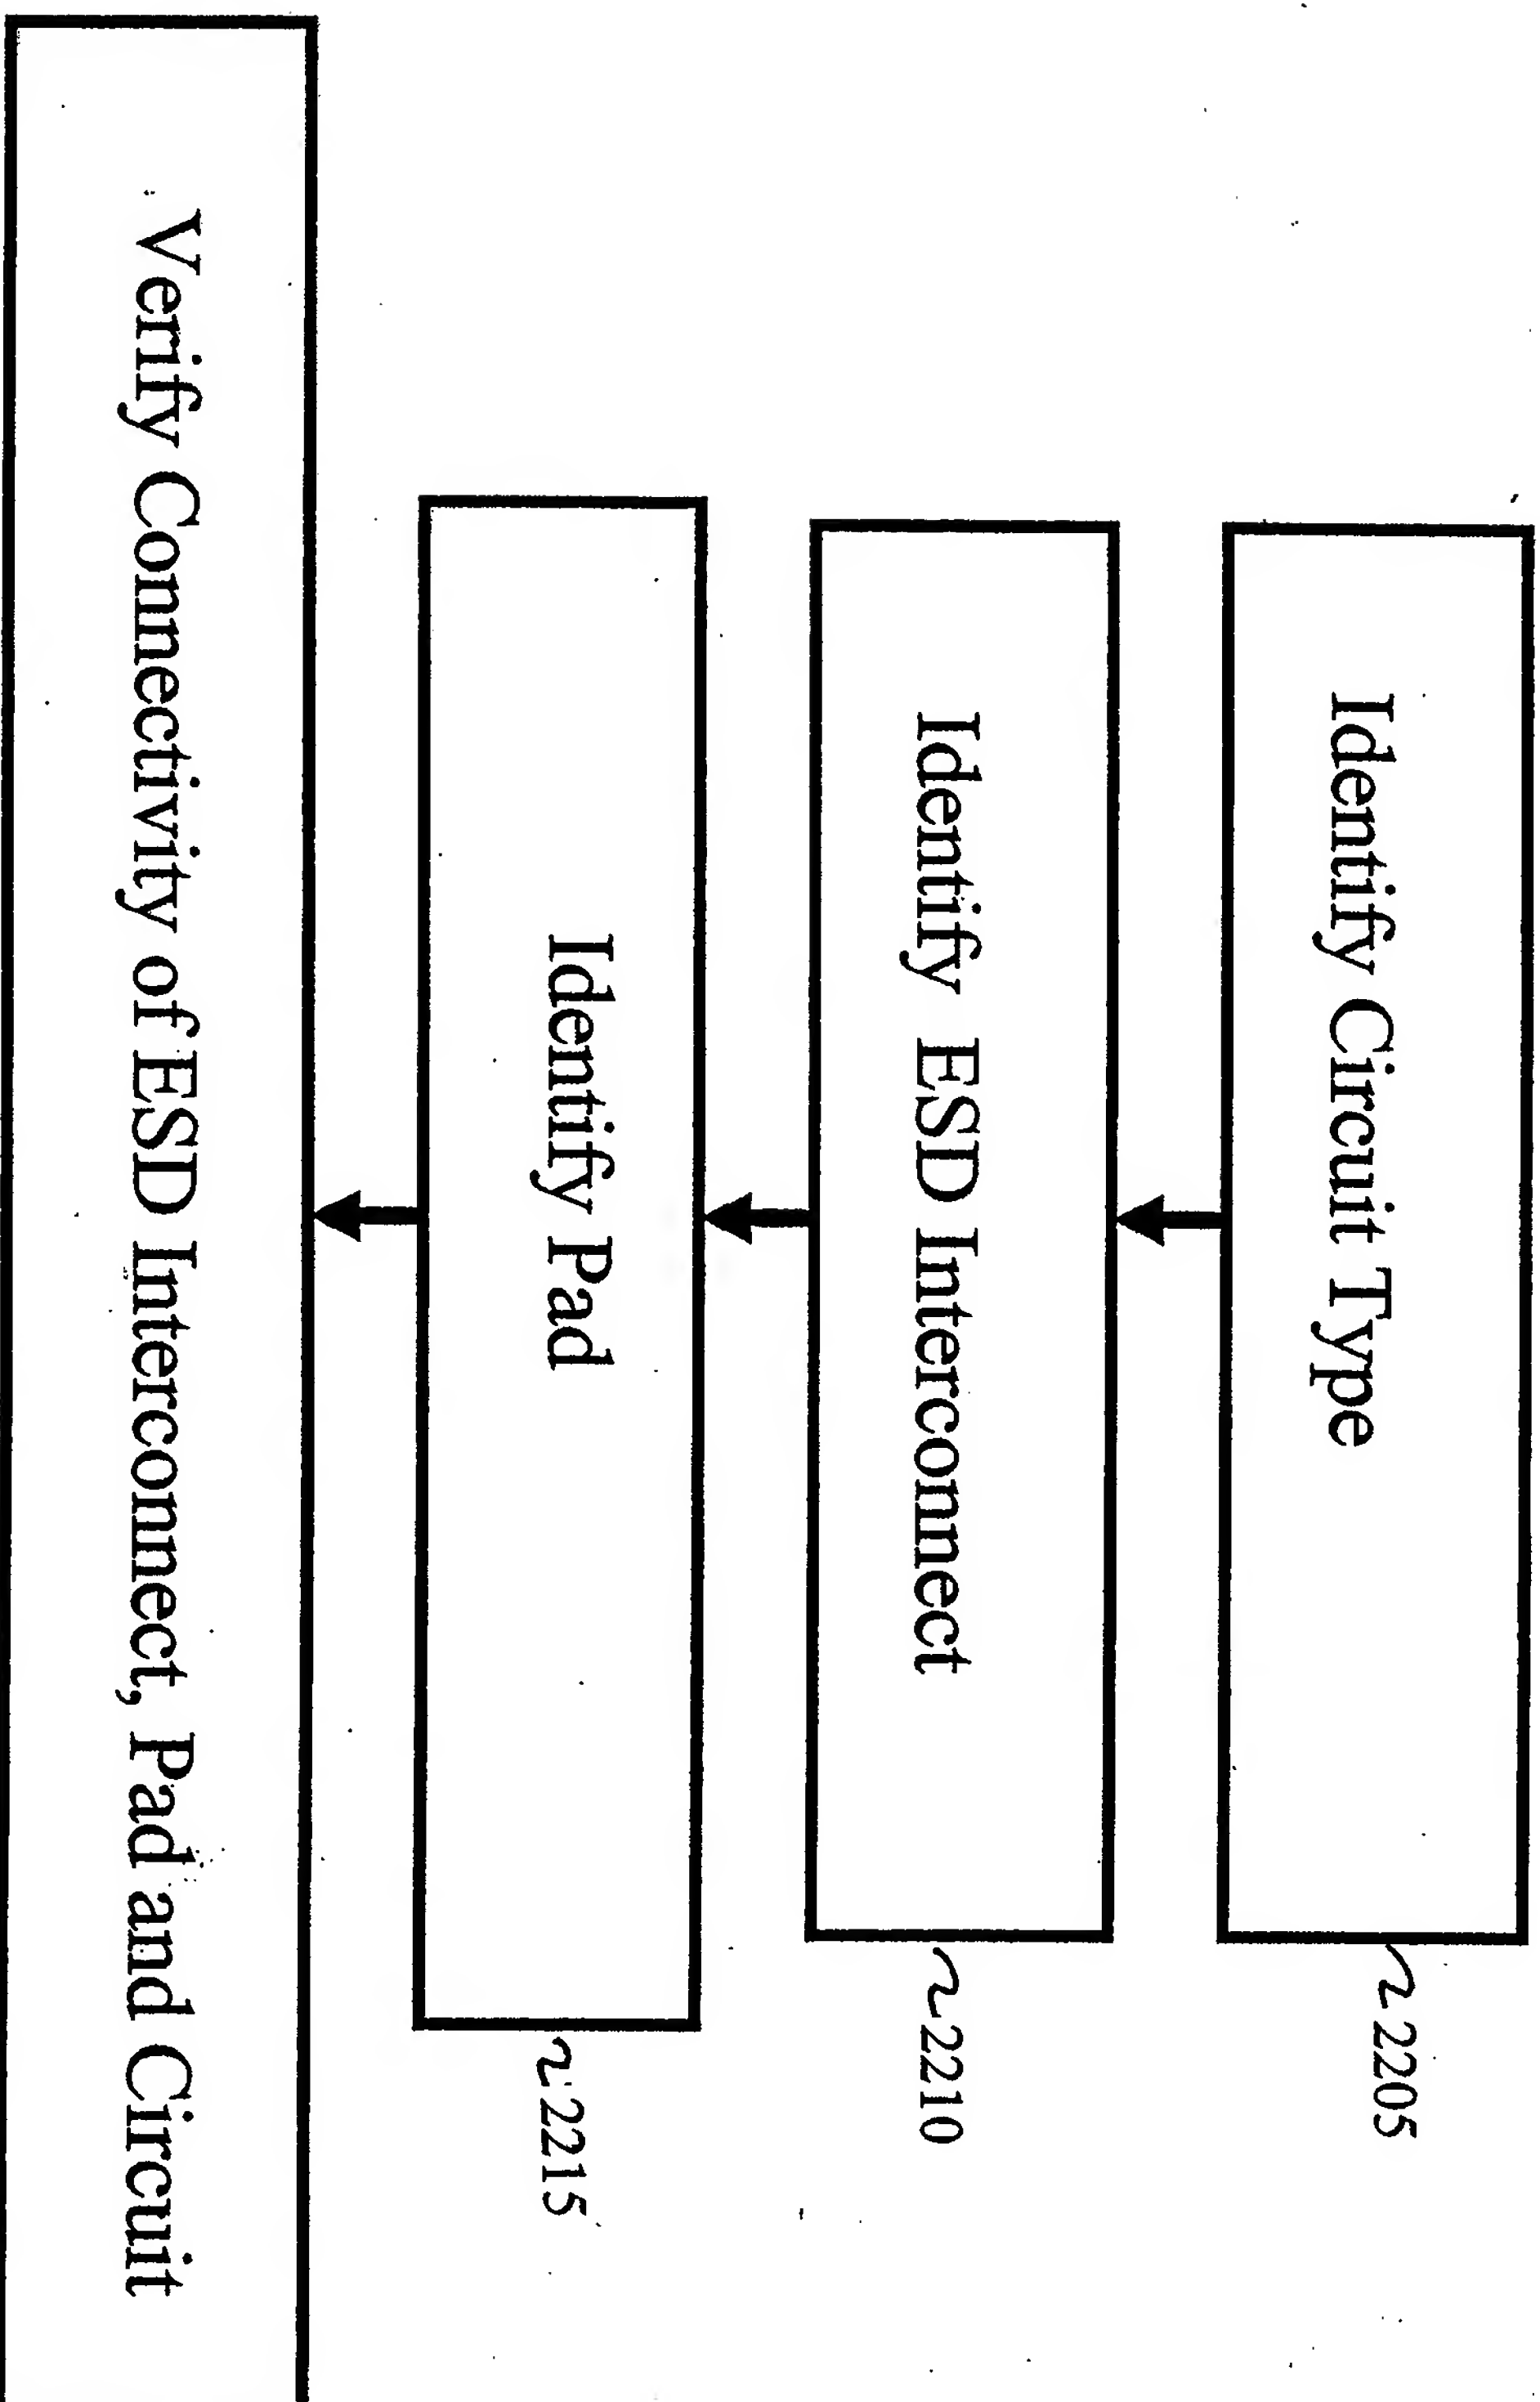 Identify Circuit Type
2205
Identify ESD Interconnect
2210
Identify Pad
2215
Verify Connectivity of ESD Interconnect, Pad and Circuit